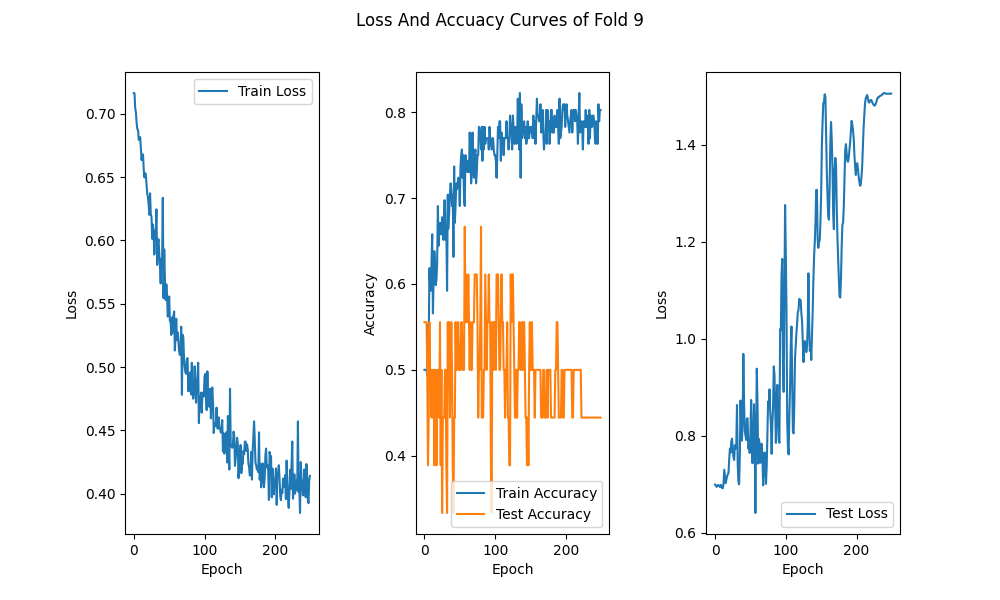 Loss And Accuacy Curves of Fold 9
Loss
0.70
0.65
0.60
0.55
0.50
0.45
0.40
Train Loss
0
100
200
Epoch
Accuracy
0.8
0.7
0.6
0.5
0.4
Train Accuracy
Test Accuracy
0
100
200
Epoch
Loss
1.4
1.2
1.0
0.8
0.6
Test Loss
0
100
200
Epoch